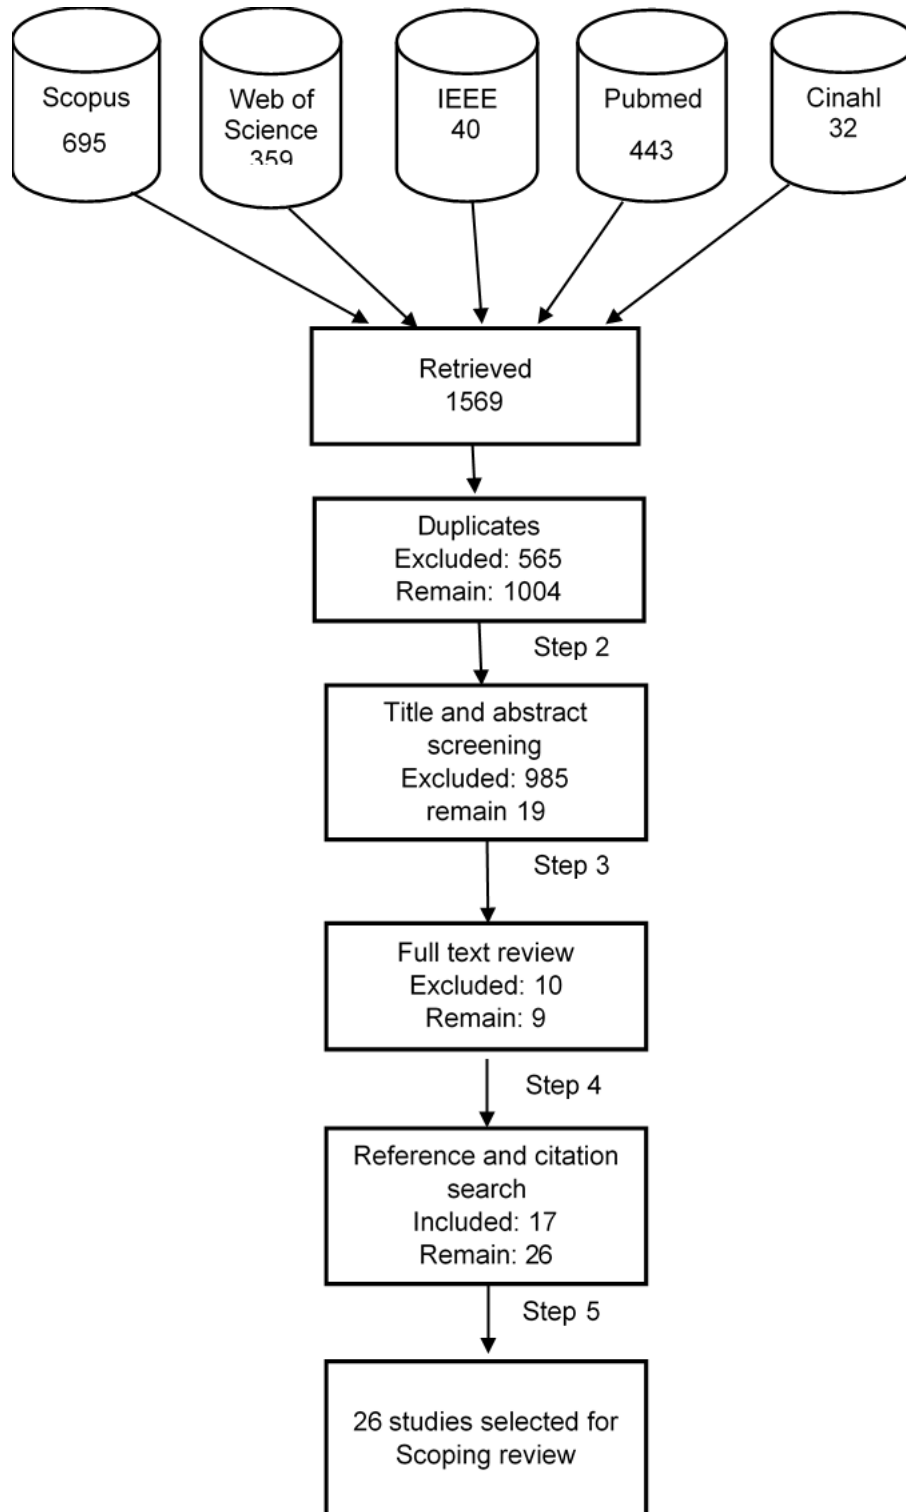 Scopus
695
Web of
Science
359
IEEE
40
Pubmed
443
Cinahl
32
Retrieved
1569
Duplicates
Excluded: 565
Remain: 1004
Step 2
Title and abstract
screening
Excluded: 985
remain 19
Step 3
Full text review
Excluded: 10
Remain: 9
Step 4
Reference and citation
search
Included: 17
Remain: 26
Step 5
26 studies selected for
Scoping review